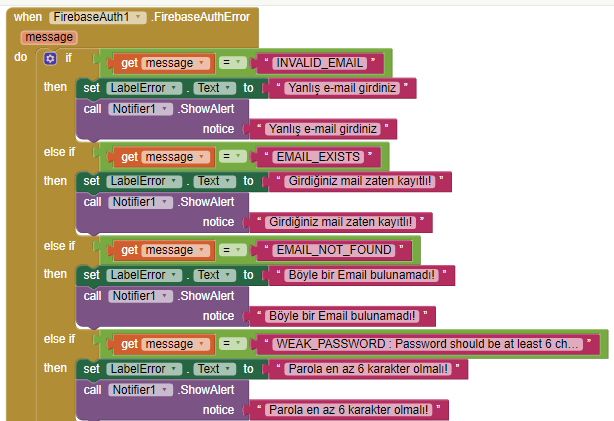 when FirebaseAuth1 .FirebaseAuthError
message
do if get message = " INVALID_EMAIL "
then set LabelError . Text to " Yanlış e-mail girdiniz "
call Notifier1 .ShowAlert
notice " Yanlış e-mail girdiniz "
else if get message = " EMAIL_EXISTS "
then set LabelError . Text to " Girdiğiniz mail zaten kayıtlı! "
call Notifier1 .ShowAlert
notice " Girdiğiniz mail zaten kayıtlı! "
else if get message = " EMAIL_NOT_FOUND "
then set LabelError . Text to " Böyle bir Email bulunamadı! "
call Notifier1 .ShowAlert
notice " Böyle bir Email bulunamadı! "
else if get message = " WEAK_PASSWORD : Password should be at least 6 ch... "
then set LabelError . Text to " Parola en az 6 karakter olmalı! "
call Notifier1 .ShowAlert
notice " Parola en az 6 karakter olmalı! "